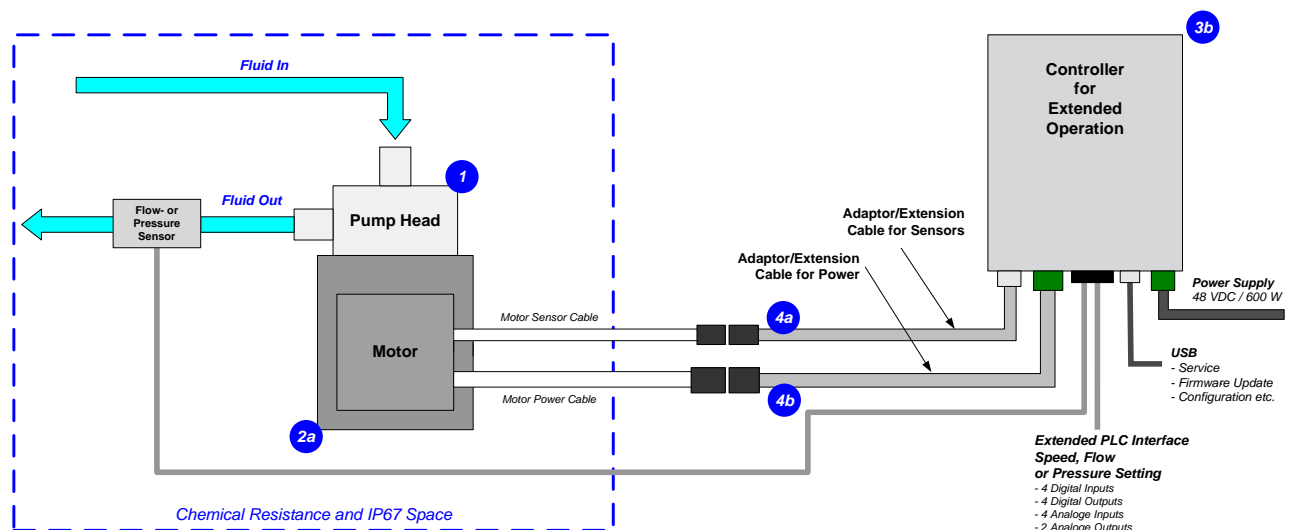 3b
Controller
for
Extended
Operation
Fluid In
1
Fluid Out
Flow- or
Pressure
Sensor
Pump Head
Adaptor/Extension
Cable for Sensors
Adaptor/Extension
Cable for Power
Power Supply
48 VDC / 600 W
Motor Sensor Cable
4a
Motor
USB
- Service
- Firmware Update
- Configuration etc.
Motor Power Cable
4b
2a
Extended PLC Interface
Speed, Flow
or Pressure Setting
- 4 Digital Inputs
- 4 Digital Outputs
- 4 Analoge Inputs
- 2 Analoge Outputs
Chemical Resistance and IP67 Space